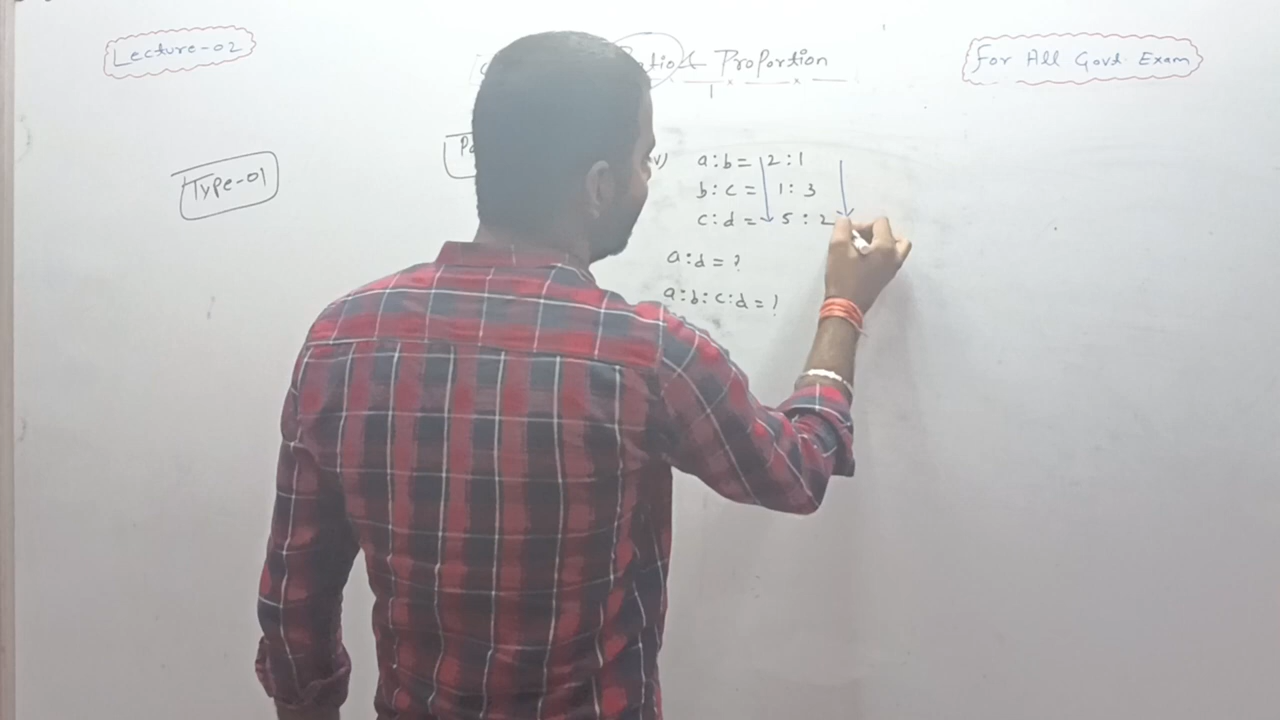 Lecture-02
Proportion
For All Govt. Exam
Type-01
a:b = 2:1
b:c = 1:3
c:d = 5:2
a:d = ?
a:b:c:d = ?